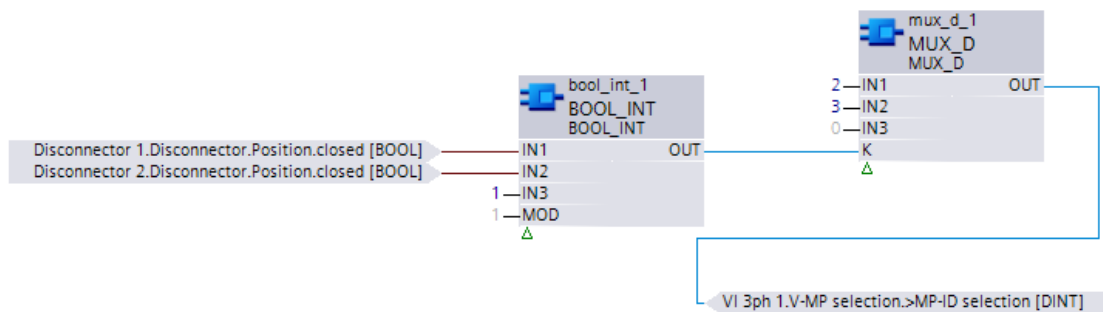 mux_d_1
MUX_D
MUX_D
2 IN1 OUT
3 IN2
0 IN3
K
bool_int_1
BOOL_INT
BOOL_INT
Disconnector 1.Disconnector.Position.closed [BOOL] IN1 OUT
Disconnector 2.Disconnector.Position.closed [BOOL] IN2
1 IN3
1 MOD
VI 3ph 1.V-MP selection.>MP-ID selection [DINT]